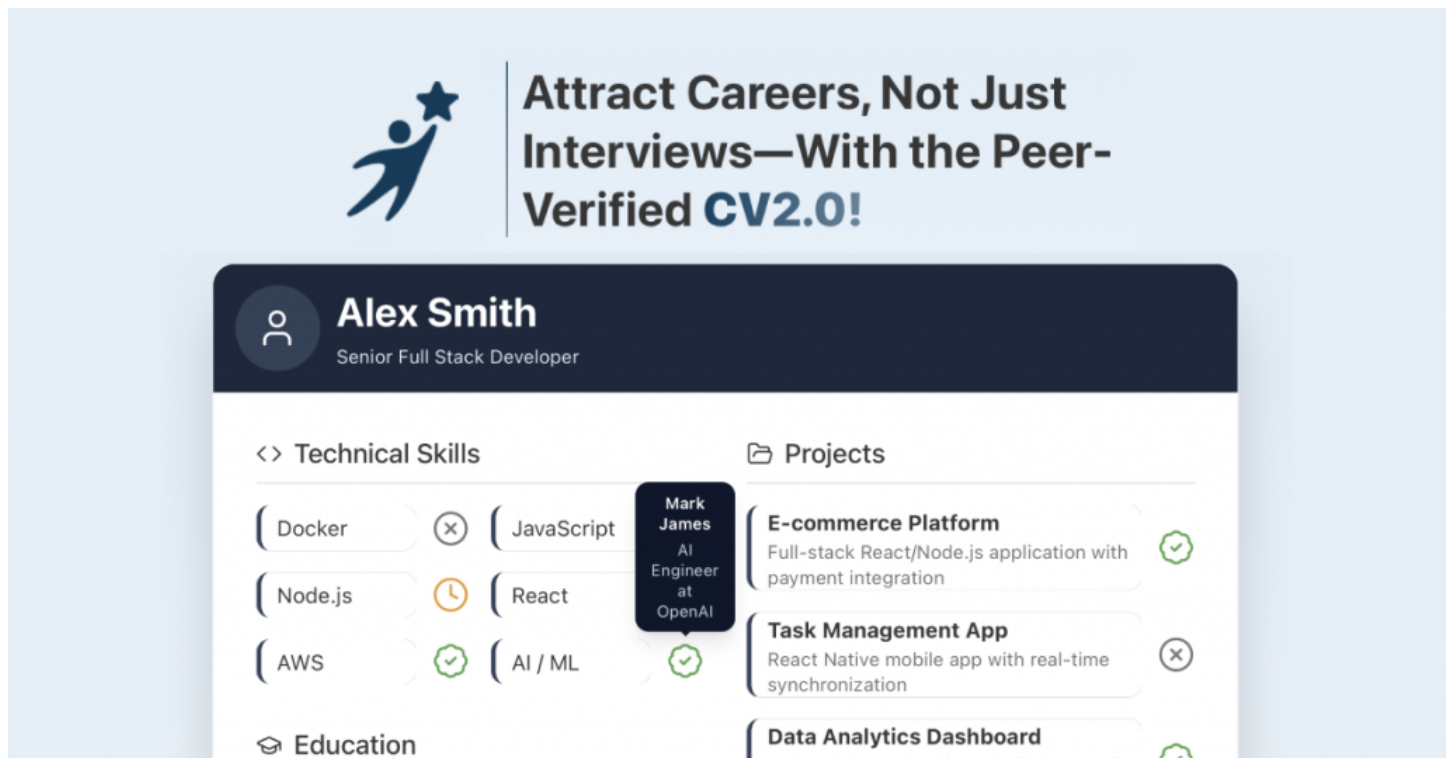 Attract Careers, Not Just
Interviews—With the Peer-
Verified CV2.0!
Alex Smith
Senior Full Stack Developer
Technical Skills
Docker
JavaScript
Node.js
React
AWS
AI / ML
Mark
James
AI
Engineer
at
OpenAI
Education
Projects
E-commerce Platform
Full-stack React/Node.js application with
payment integration
Task Management App
React Native mobile app with real-time
synchronization
Data Analytics Dashboard